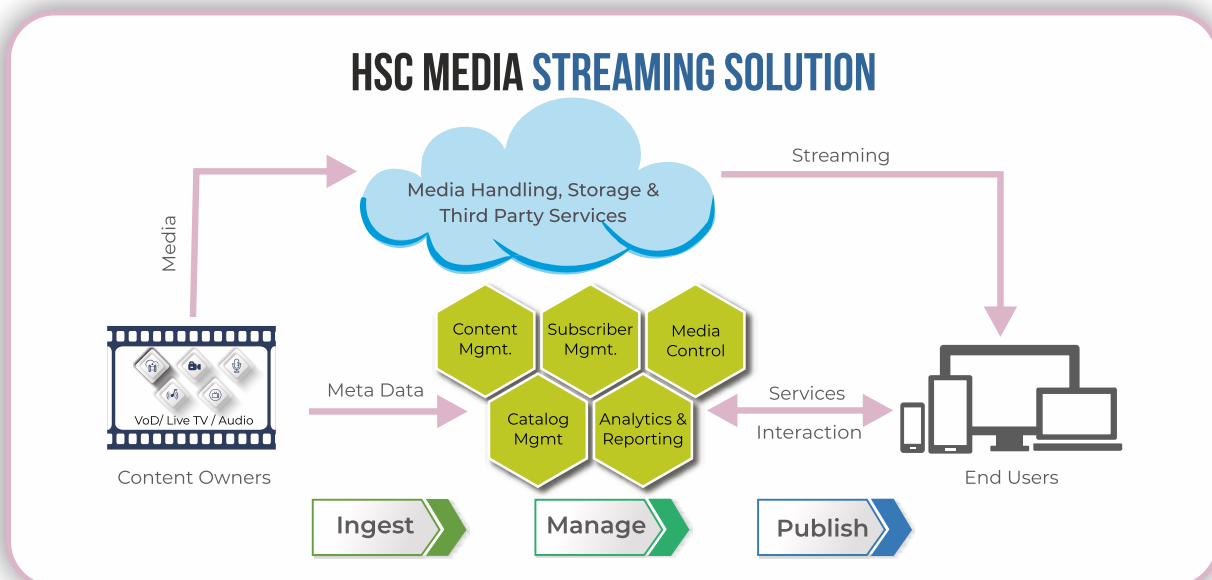 HSC MEDIA STREAMING SOLUTION
Streaming
Media Handling, Storage &
Third Party Services
Media
Content
Mgmt.
Subscriber
Mgmt.
Media
Control
VoD/ Live TV / Audio
Meta Data
Catalog
Mgmt
Analytics &
Reporting
Services
Interaction
Content Owners
End Users
Ingest
Manage
Publish